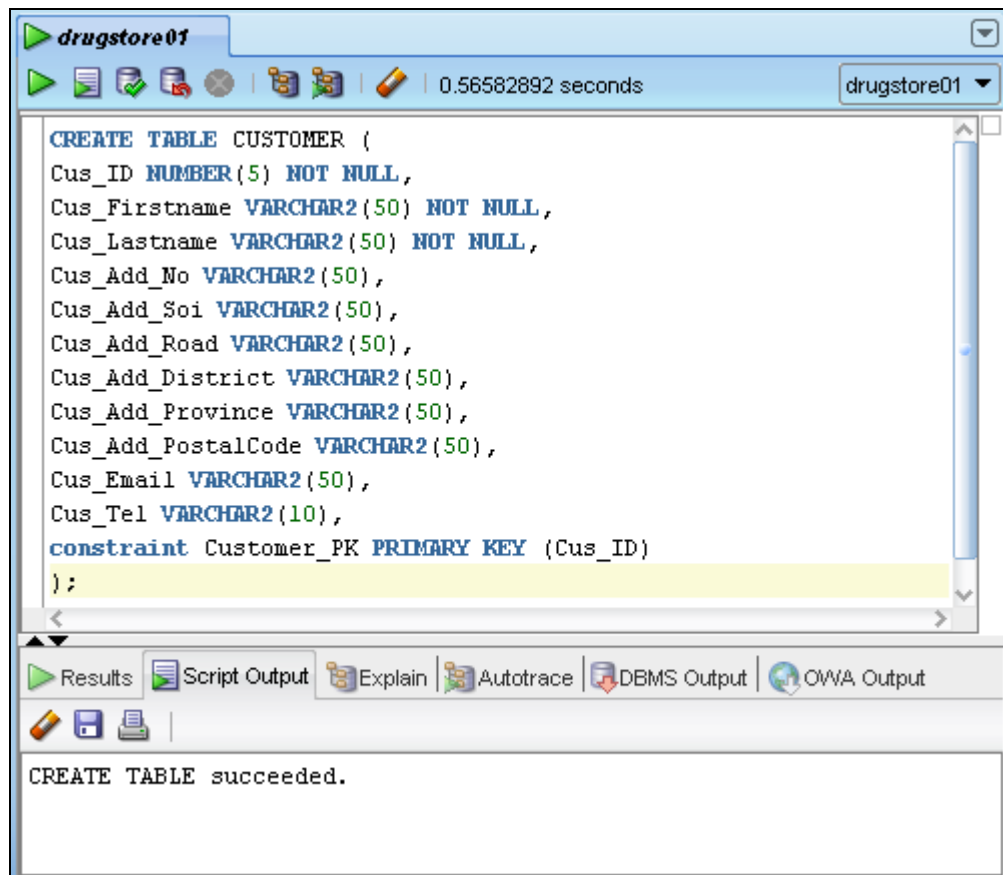 drugstore01
0.56582892 seconds
drugstore01
CREATE TABLE CUSTOMER (
Cus_ID NUMBER(5) NOT NULL,
Cus_Firstname VARCHAR2(50) NOT NULL,
Cus_Lastname VARCHAR2(50) NOT NULL,
Cus_Add_No VARCHAR2(50),
Cus_Add_Soi VARCHAR2(50),
Cus_Add_Road VARCHAR2(50),
Cus_Add_District VARCHAR2(50),
Cus_Add_Province VARCHAR2(50),
Cus_Add_PostalCode VARCHAR2(50),
Cus_Email VARCHAR2(50),
Cus_Tel VARCHAR2(10),
constraint Customer_PK PRIMARY KEY (Cus_ID)
);
Results Script Output Explain Autotrace DBMS Output OWA Output
CREATE TABLE succeeded.